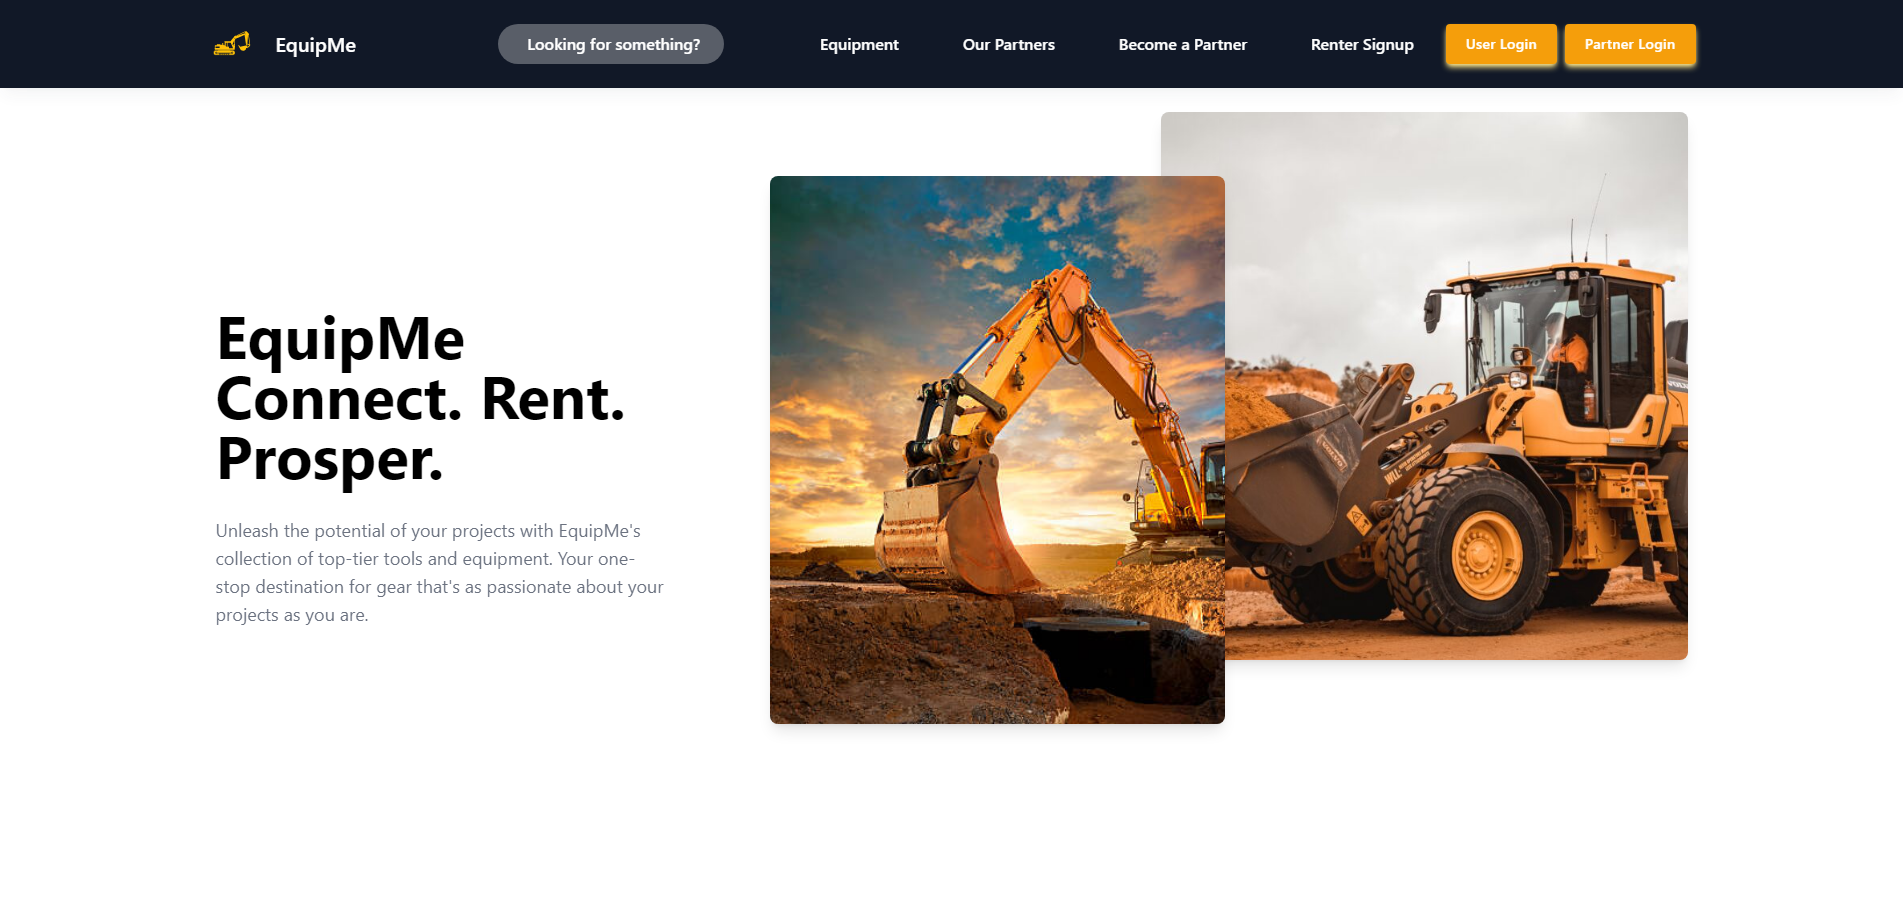 EquipMe
Looking for something?
Equipment
Our Partners
Become a Partner
Renter Signup
User Login
Partner Login
EquipMe
Connect. Rent.
Prosper.
Unleash the potential of your projects with EquipMe's
collection of top-tier tools and equipment. Your one-
stop destination for gear that's as passionate about your
projects as you are.
VOLVO
VOLVO